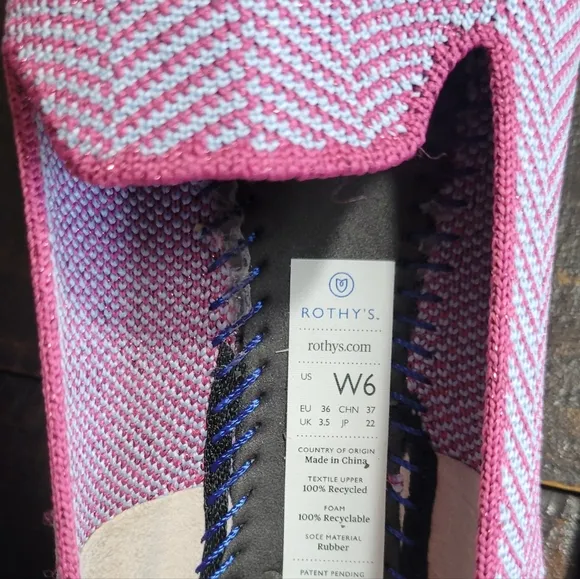 ROTHY'S™
rothys.com
US W6
EU 36 CHN 37
UK 3.5 JP 22
COUNTRY OF ORIGIN
Made in China
TEXTILE UPPER
100% Recycled
FOAM
100% Recyclable
SOLE MATERIAL
Rubber
PATENT PENDING